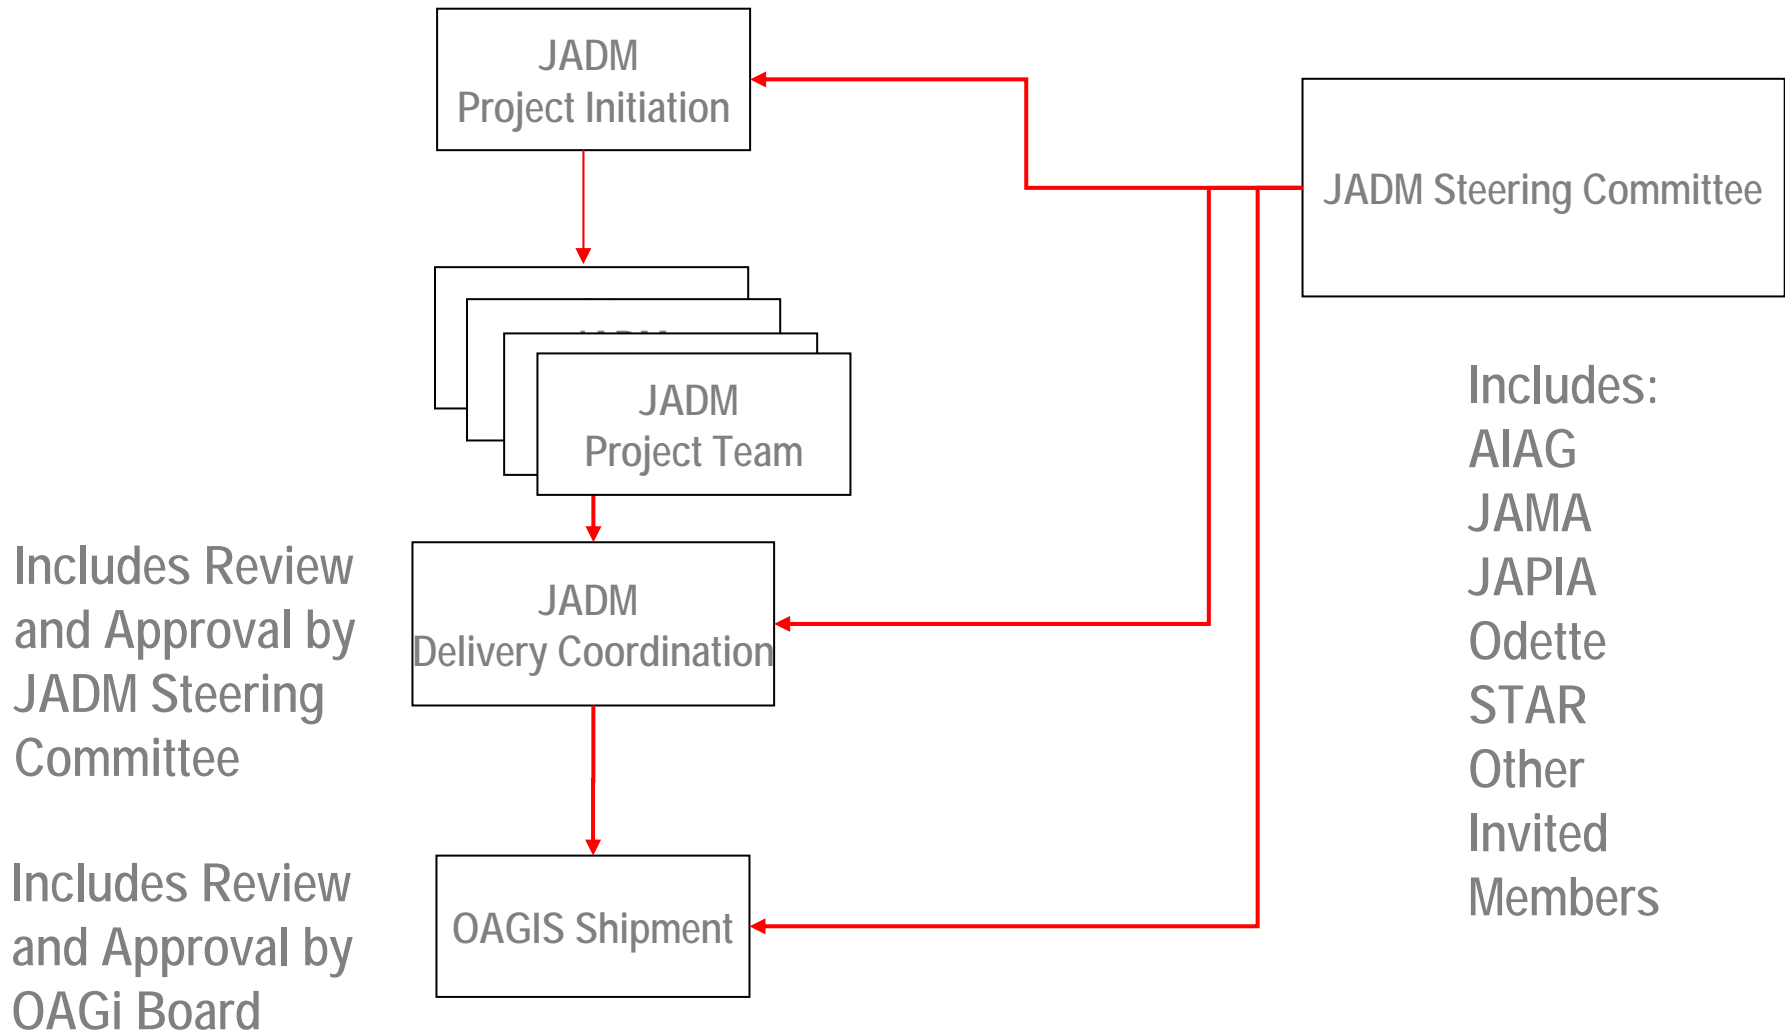 JADM
Project Initiation
JADM Steering Committee
JADM
Project Team
JADM
Delivery Coordination
OAGIS Shipment
Includes Review
and Approval by
JADM Steering
Committee
Includes Review
and Approval by
OAGi Board
Includes:
AIAG
JAMA
JAPIA
Odette
STAR
Other
Invited
Members